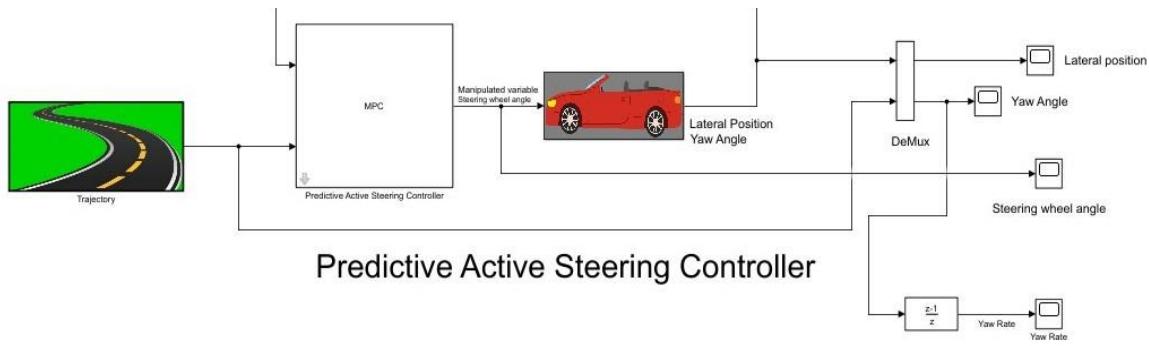 Trajectory
MPC
Predictive Active Steering Controller
Manipulated variable
Steering wheel angle
Lateral Position
Yaw Angle
DeMux
Lateral position
Yaw Angle
Steering wheel angle
Predictive Active Steering Controller
z-1
z
Yaw Rate
Yaw Rate